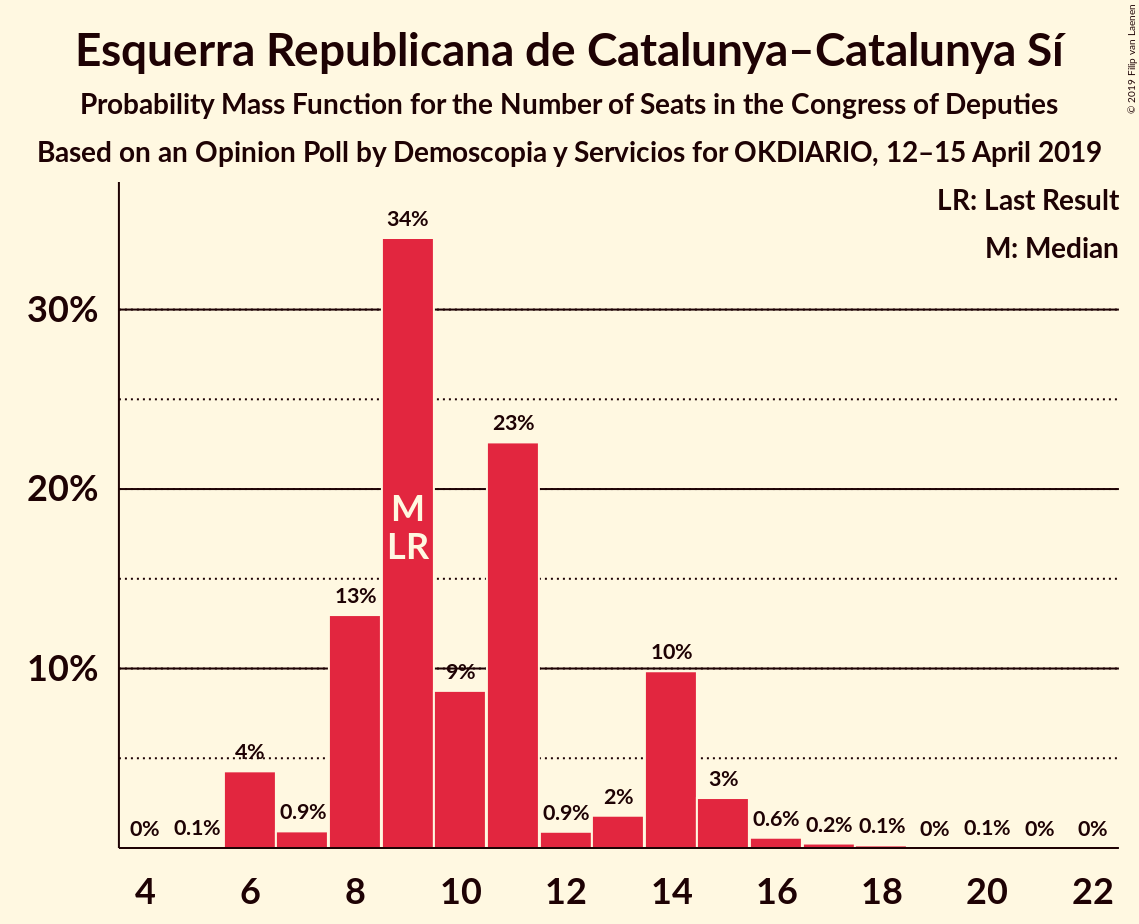 Esquerra Republicana de Catalunya–Catalunya Sí
Probability Mass Function for the Number of Seats in the Congress of Deputies
Based on an Opinion Poll by Demoscopia y Servicios for OKDIARIO, 12–15 April 2019
© 2019 Filip van Laenen
LR: Last Result
M: Median
30%
20%
10%
0%
0.1%
4%
0.9%
13%
34%
M
LR
9%
23%
0.9%
2%
10%
3%
0.6%
0.2%
0.1%
0%
0.1%
0%
0%
4 6 8 10 12 14 16 18 20 22